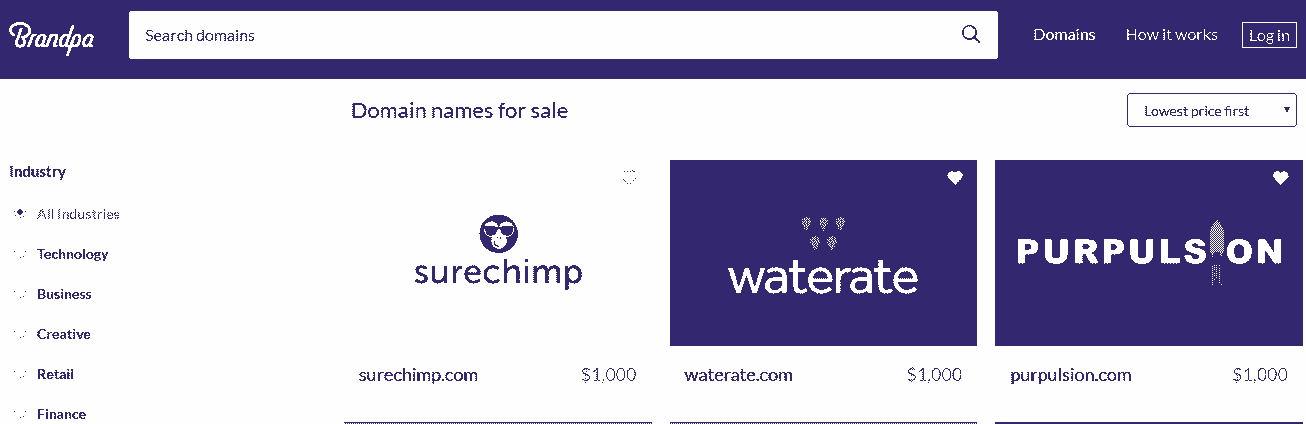 Brandpa
Search domains
Domains
How it works
Log in
Domain names for sale
Lowest price first
Industry
All Industries
Technology
Business
Creative
Retail
Finance
surechimp
surechimp.com $1,000
waterate
waterate.com $1,000
PURPULSION
purpulsion.com $1,000